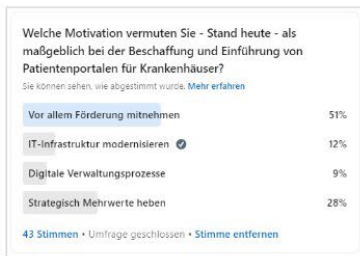 Welche Motivation vermuten Sie - Stand heute - als
maßgeblich bei der Beschaffung und Einführung von
Patientenportalen für Krankenhäuser?
Sie können sehen, wie abgestimmt wurde. Mehr erfahren
Vor allem Förderung mitnehmen 51%
IT-Infrastruktur modernisieren 12%
Digitale Verwaltungsprozesse 9%
Strategisch Mehrwerte heben 28%
43 Stimmen • Umfrage geschlossen • Stimme entfernen